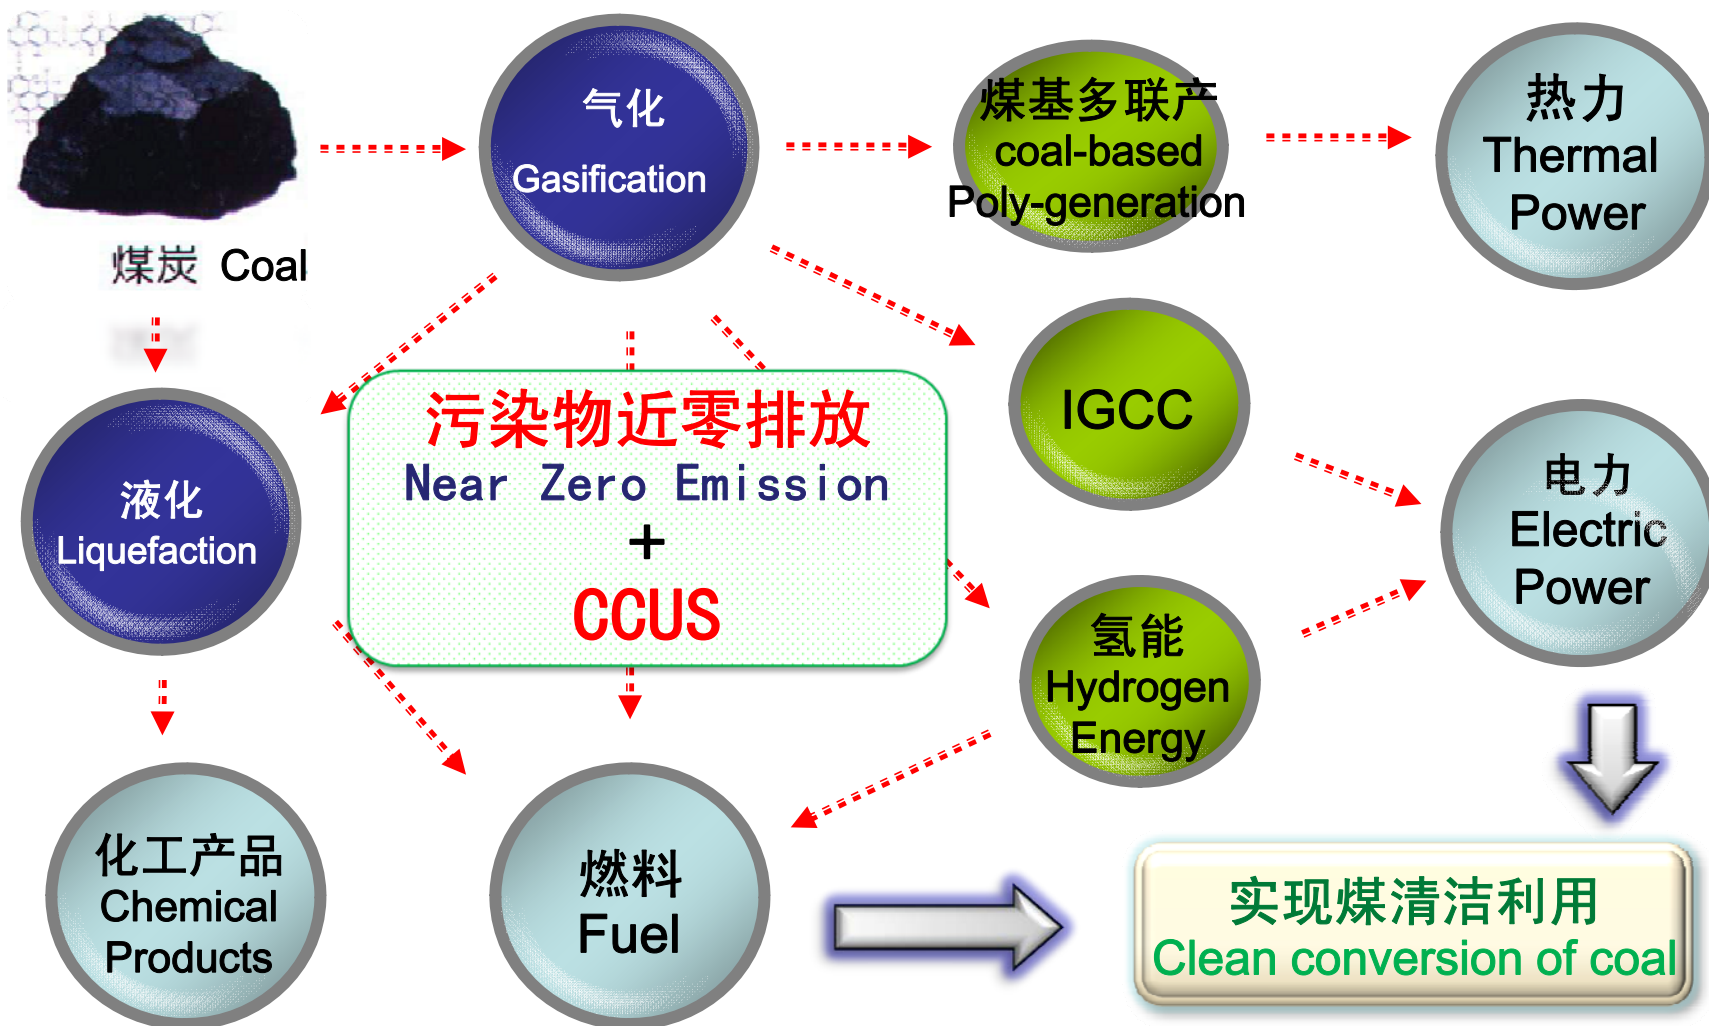 气化
Gasification
煤基多联产
coal-based
Poly-generation
热力
Thermal
Power
煤炭 Coal
IGCC
污染物近零排放
Near Zero Emission
+
CCUS
电力
Electric
Power
液化
Liquefaction
氢能
Hydrogen
Energy
化工产品
Chemical
Products
燃料
Fuel
实现煤清洁利用
Clean conversion of coal